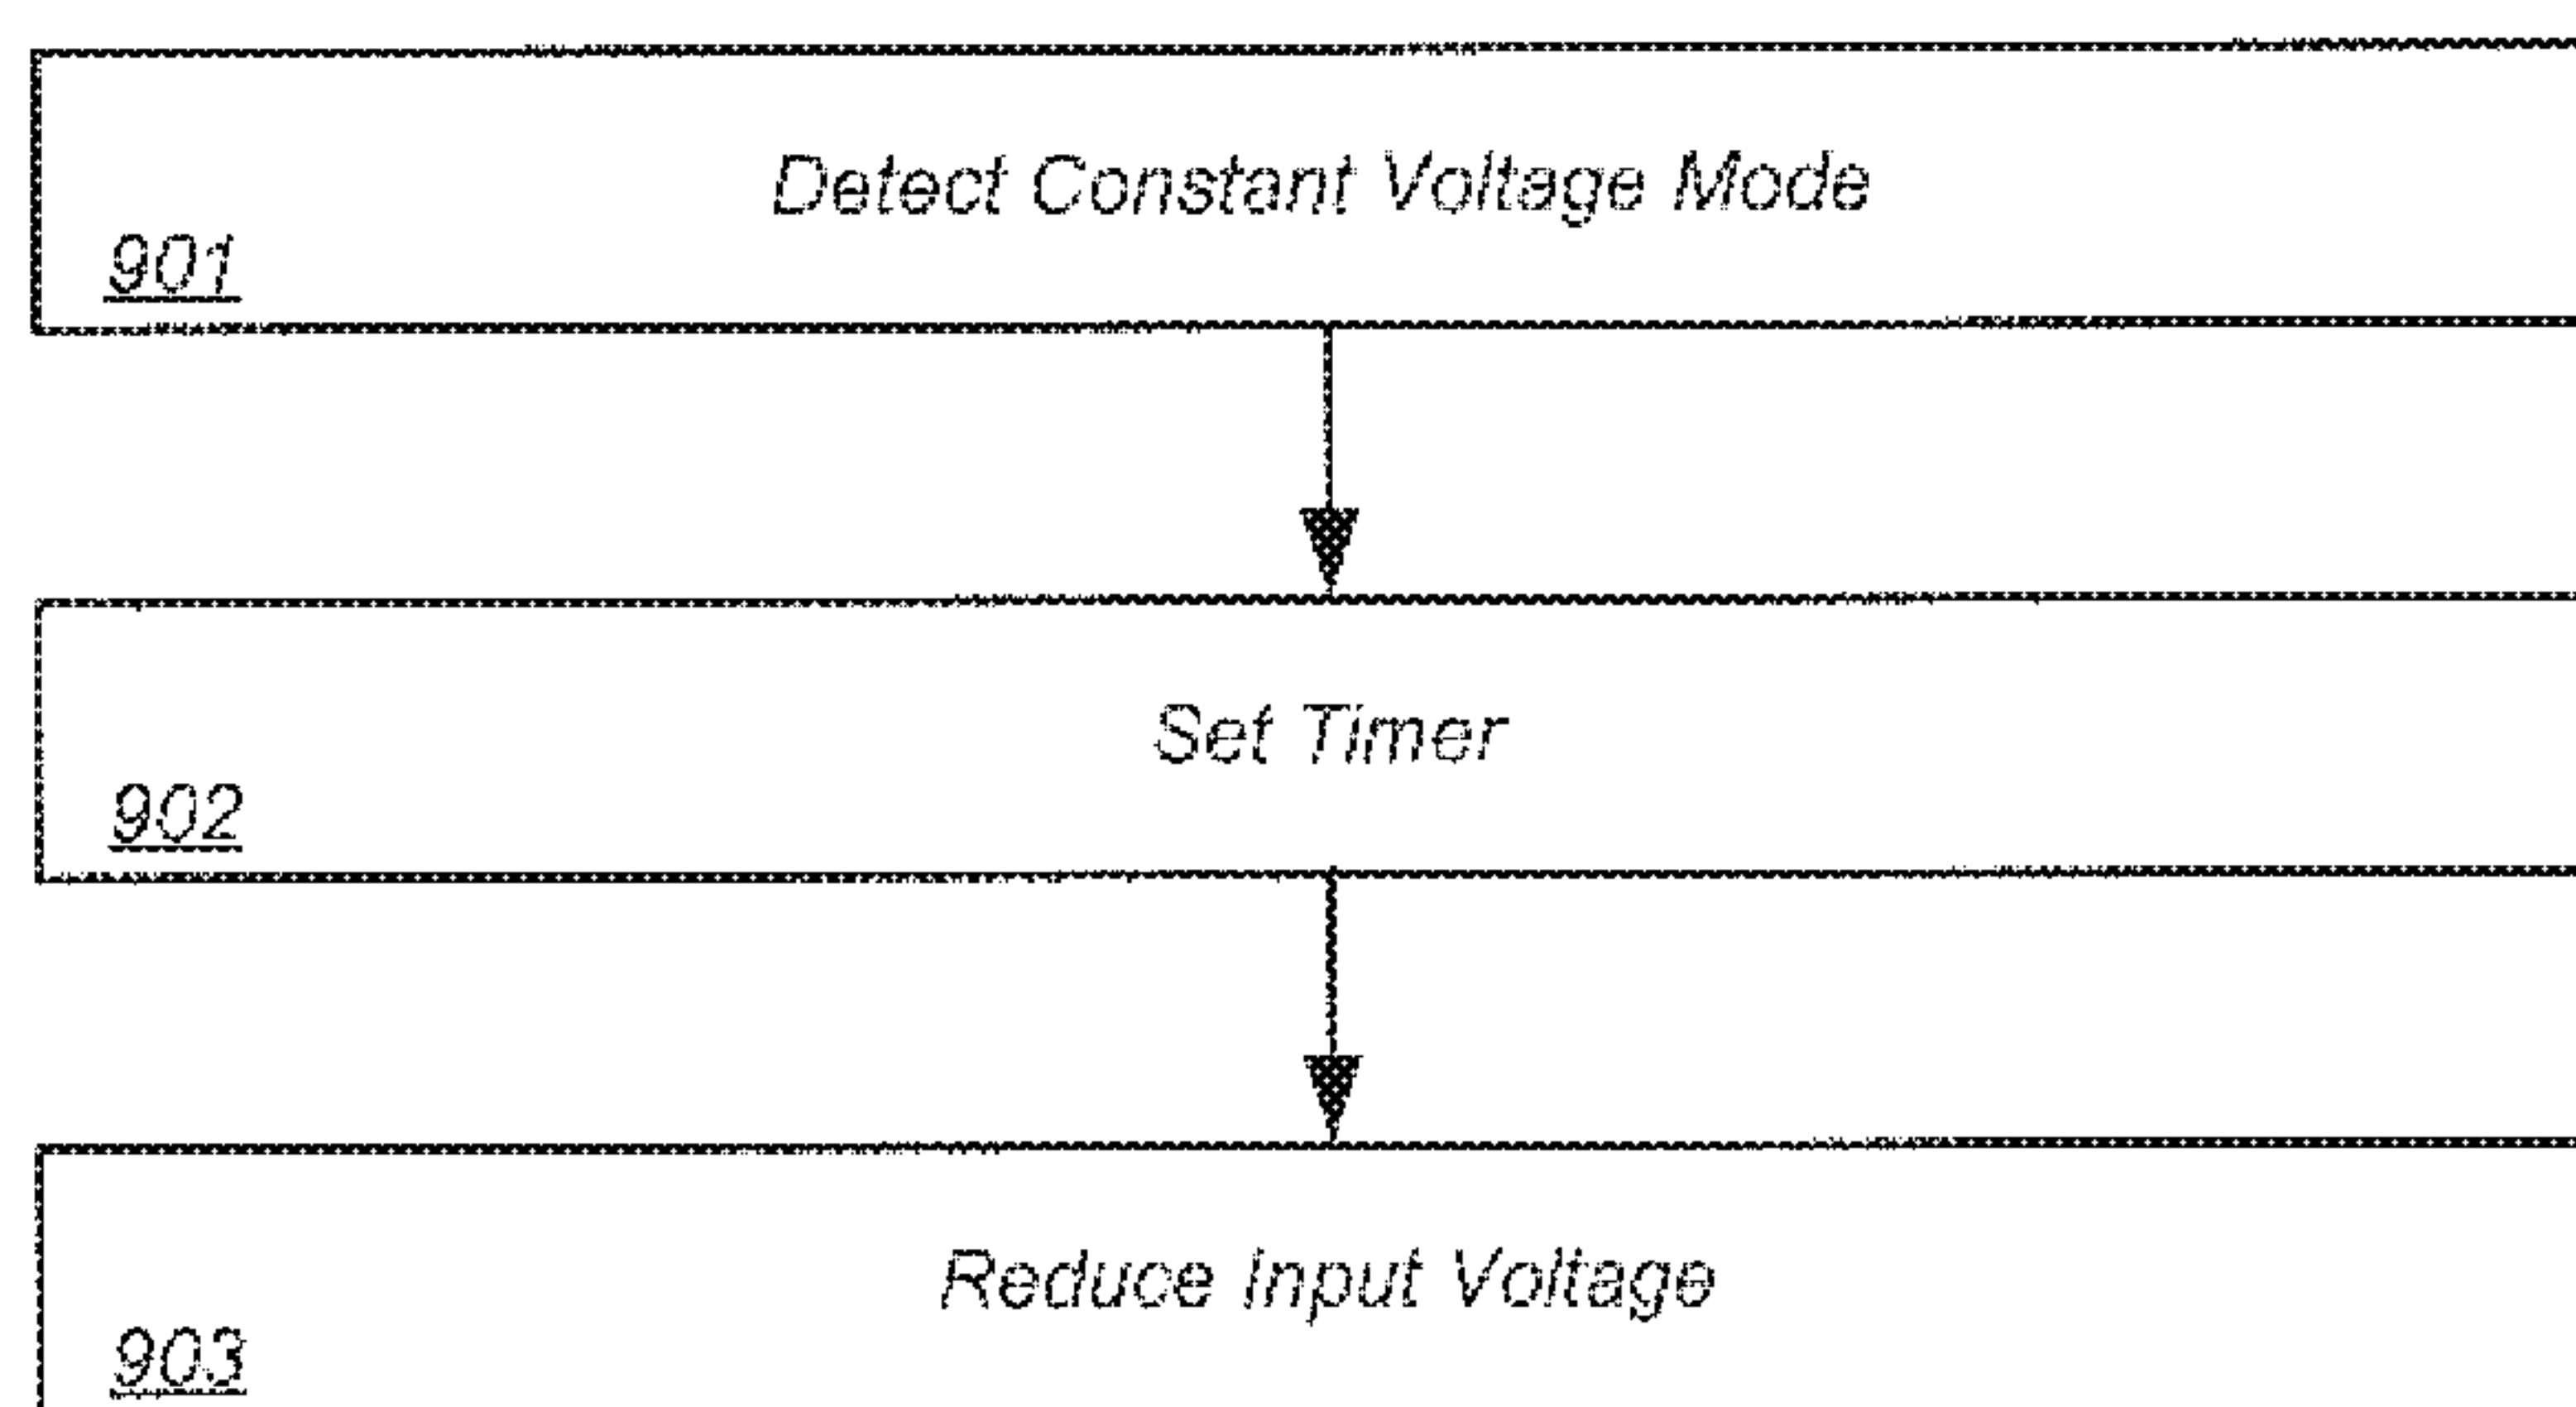 Detect Constant Voltage Mode
901
Set Timer
902
Reduce Input Voltage
903